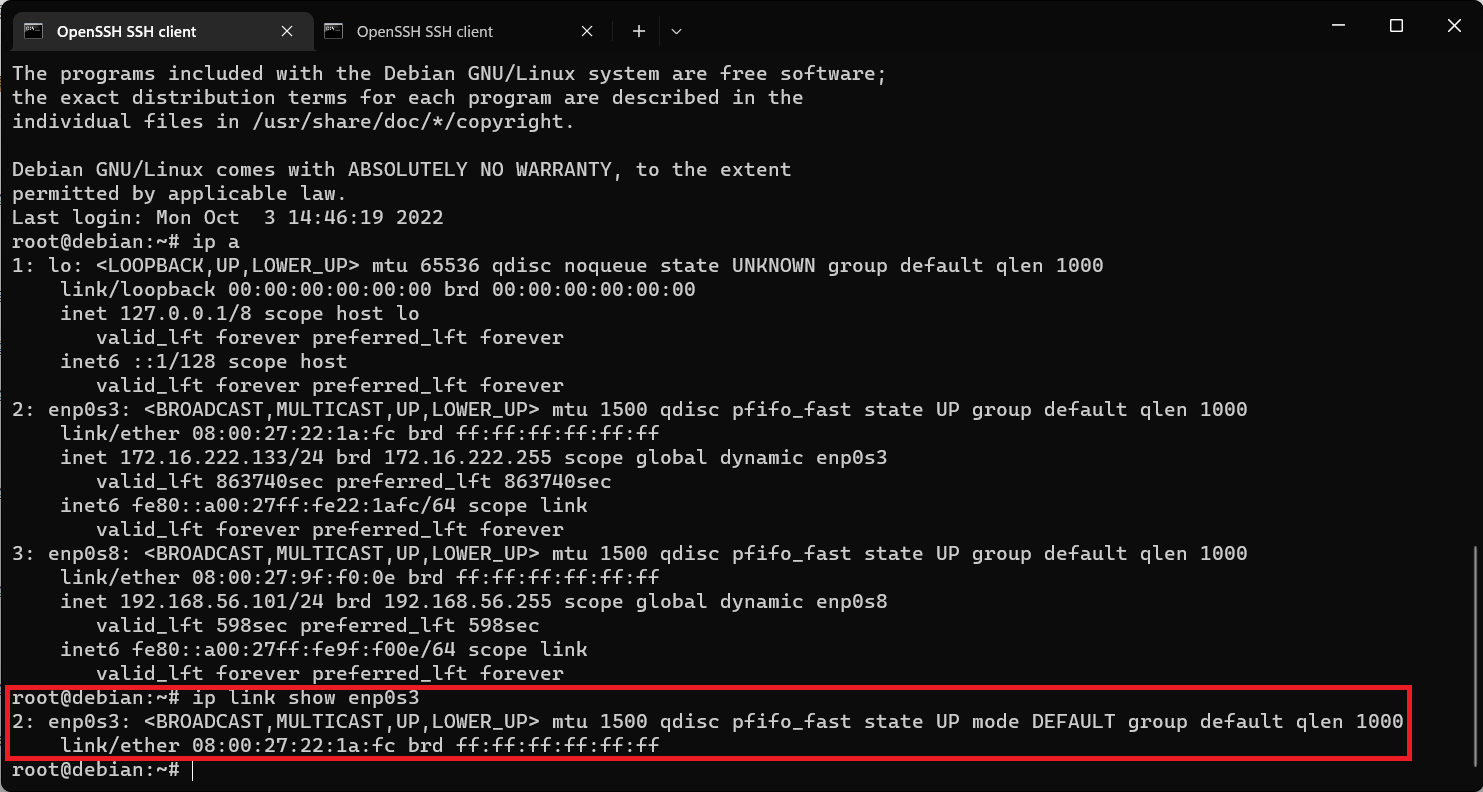 OpenSSH SSH client
OpenSSH SSH client
The programs included with the Debian GNU/Linux system are free software;
the exact distribution terms for each program are described in the
individual files in /usr/share/doc/*/copyright.

Debian GNU/Linux comes with ABSOLUTELY NO WARRANTY, to the extent
permitted by applicable law.
Last login: Mon Oct  3 14:46:19 2022
root@debian:~# ip a
1: lo: <LOOPBACK,UP,LOWER_UP> mtu 65536 qdisc noqueue state UNKNOWN group default qlen 1000
    link/loopback 00:00:00:00:00:00 brd 00:00:00:00:00:00
    inet 127.0.0.1/8 scope host lo
       valid_lft forever preferred_lft forever
    inet6 ::1/128 scope host
       valid_lft forever preferred_lft forever
2: enp0s3: <BROADCAST,MULTICAST,UP,LOWER_UP> mtu 1500 qdisc pfifo_fast state UP group default qlen 1000
    link/ether 08:00:27:22:1a:fc brd ff:ff:ff:ff:ff:ff
    inet 172.16.222.133/24 brd 172.16.222.255 scope global dynamic enp0s3
       valid_lft 863740sec preferred_lft 863740sec
    inet6 fe80::a00:27ff:fe22:1afc/64 scope link
       valid_lft forever preferred_lft forever
3: enp0s8: <BROADCAST,MULTICAST,UP,LOWER_UP> mtu 1500 qdisc pfifo_fast state UP group default qlen 1000
    link/ether 08:00:27:9f:f0:0e brd ff:ff:ff:ff:ff:ff
    inet 192.168.56.101/24 brd 192.168.56.255 scope global dynamic enp0s8
       valid_lft 598sec preferred_lft 598sec
    inet6 fe80::a00:27ff:fe9f:f00e/64 scope link
       valid_lft forever preferred_lft forever
root@debian:~# ip link show enp0s3
2: enp0s3: <BROADCAST,MULTICAST,UP,LOWER_UP> mtu 1500 qdisc pfifo_fast state UP mode DEFAULT group default qlen 1000
    link/ether 08:00:27:22:1a:fc brd ff:ff:ff:ff:ff:ff
root@debian:~#